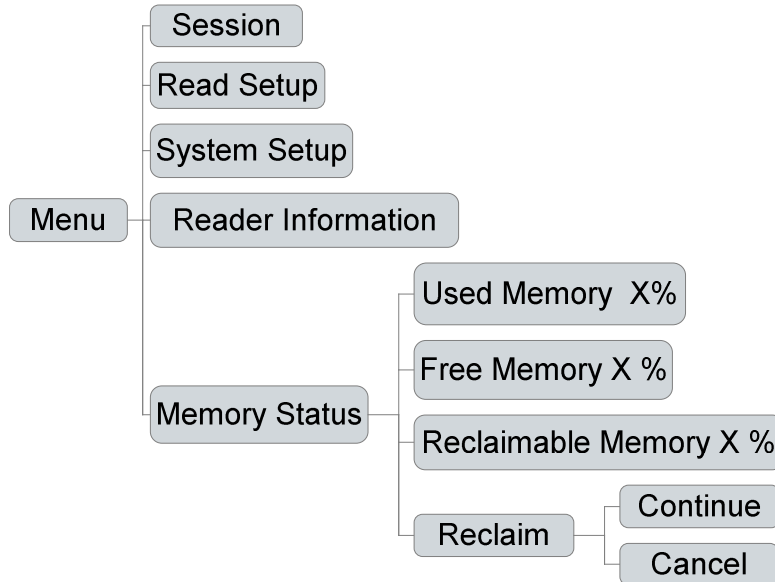 Session
Read Setup
System Setup
Menu
Reader Information
Used Memory  X%
Free Memory X %
Memory Status
Reclaimable Memory X %
Reclaim
Continue
Cancel